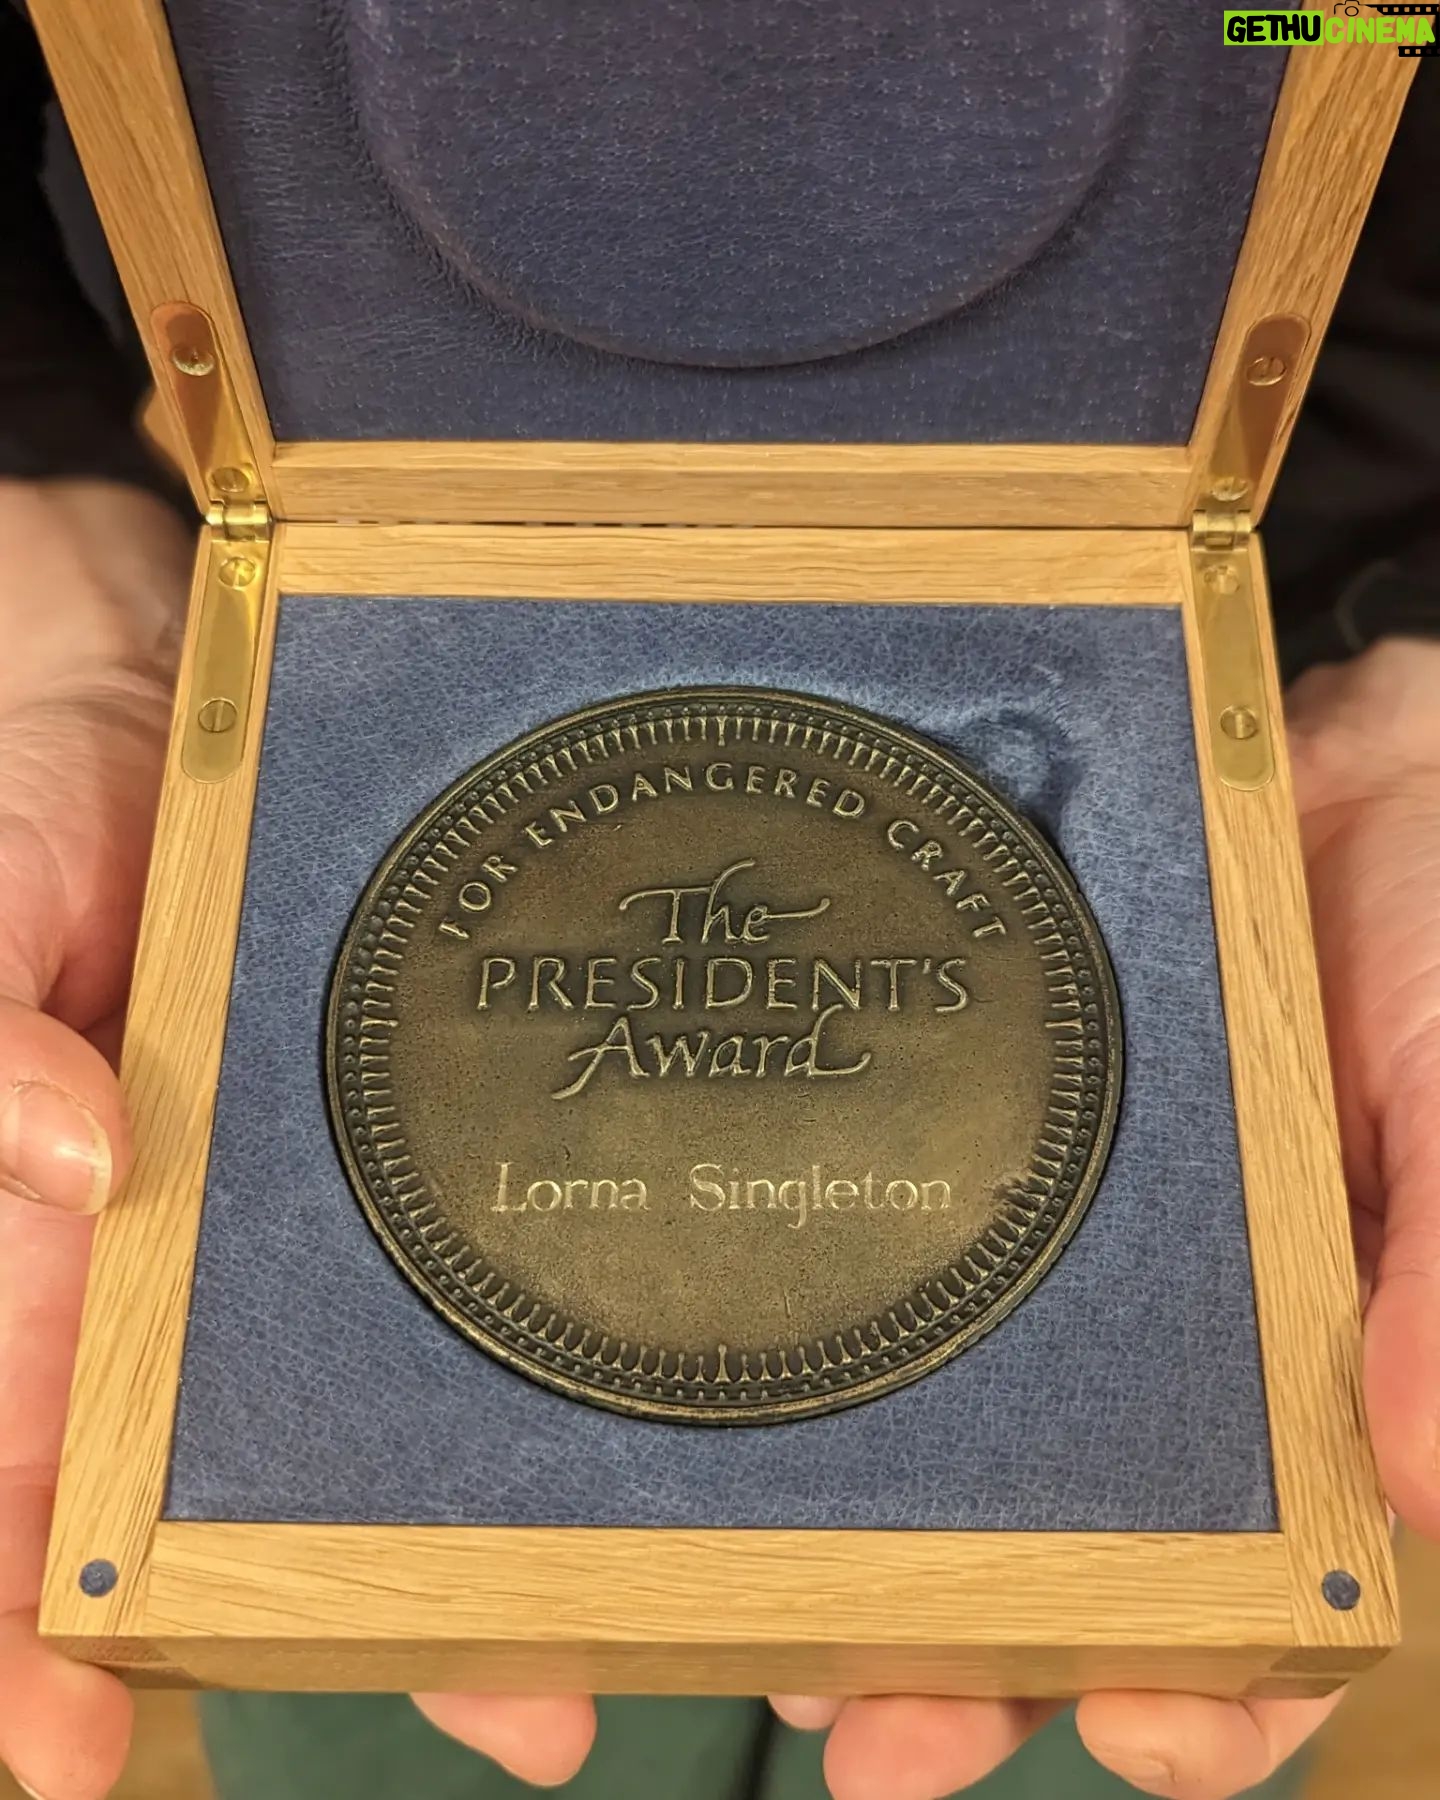 GETHUCINEMA
FOR ENDANGERED CRAFT
The
PRESIDENT'S
Award
Lorna Singleton